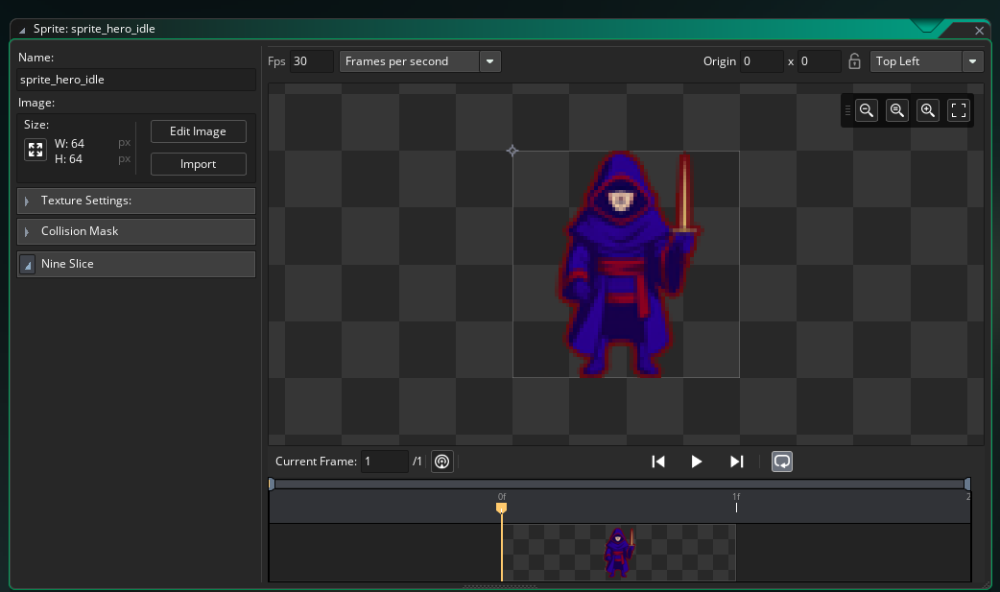 Sprite: sprite_hero_idle
Name:
sprite_hero_idle
Image:
Size:
W: 64 px
H: 64 px
Edit Image
Import
Texture Settings:
Collision Mask
Nine Slice
Fps 30 Frames per second Origin 0 x 0 Top Left
Current Frame: 1 /1
0f 1f 2